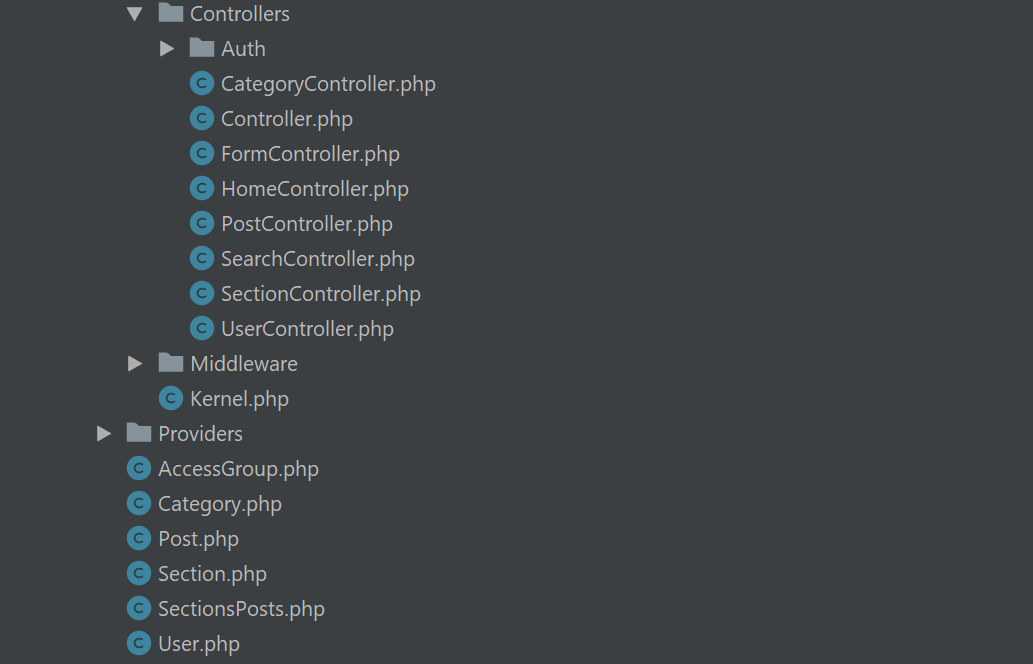 Controllers
Auth
CategoryController.php
Controller.php
FormController.php
HomeController.php
PostController.php
SearchController.php
SectionController.php
UserController.php
Middleware
Kernel.php
Providers
AccessGroup.php
Category.php
Post.php
Section.php
SectionsPosts.php
User.php